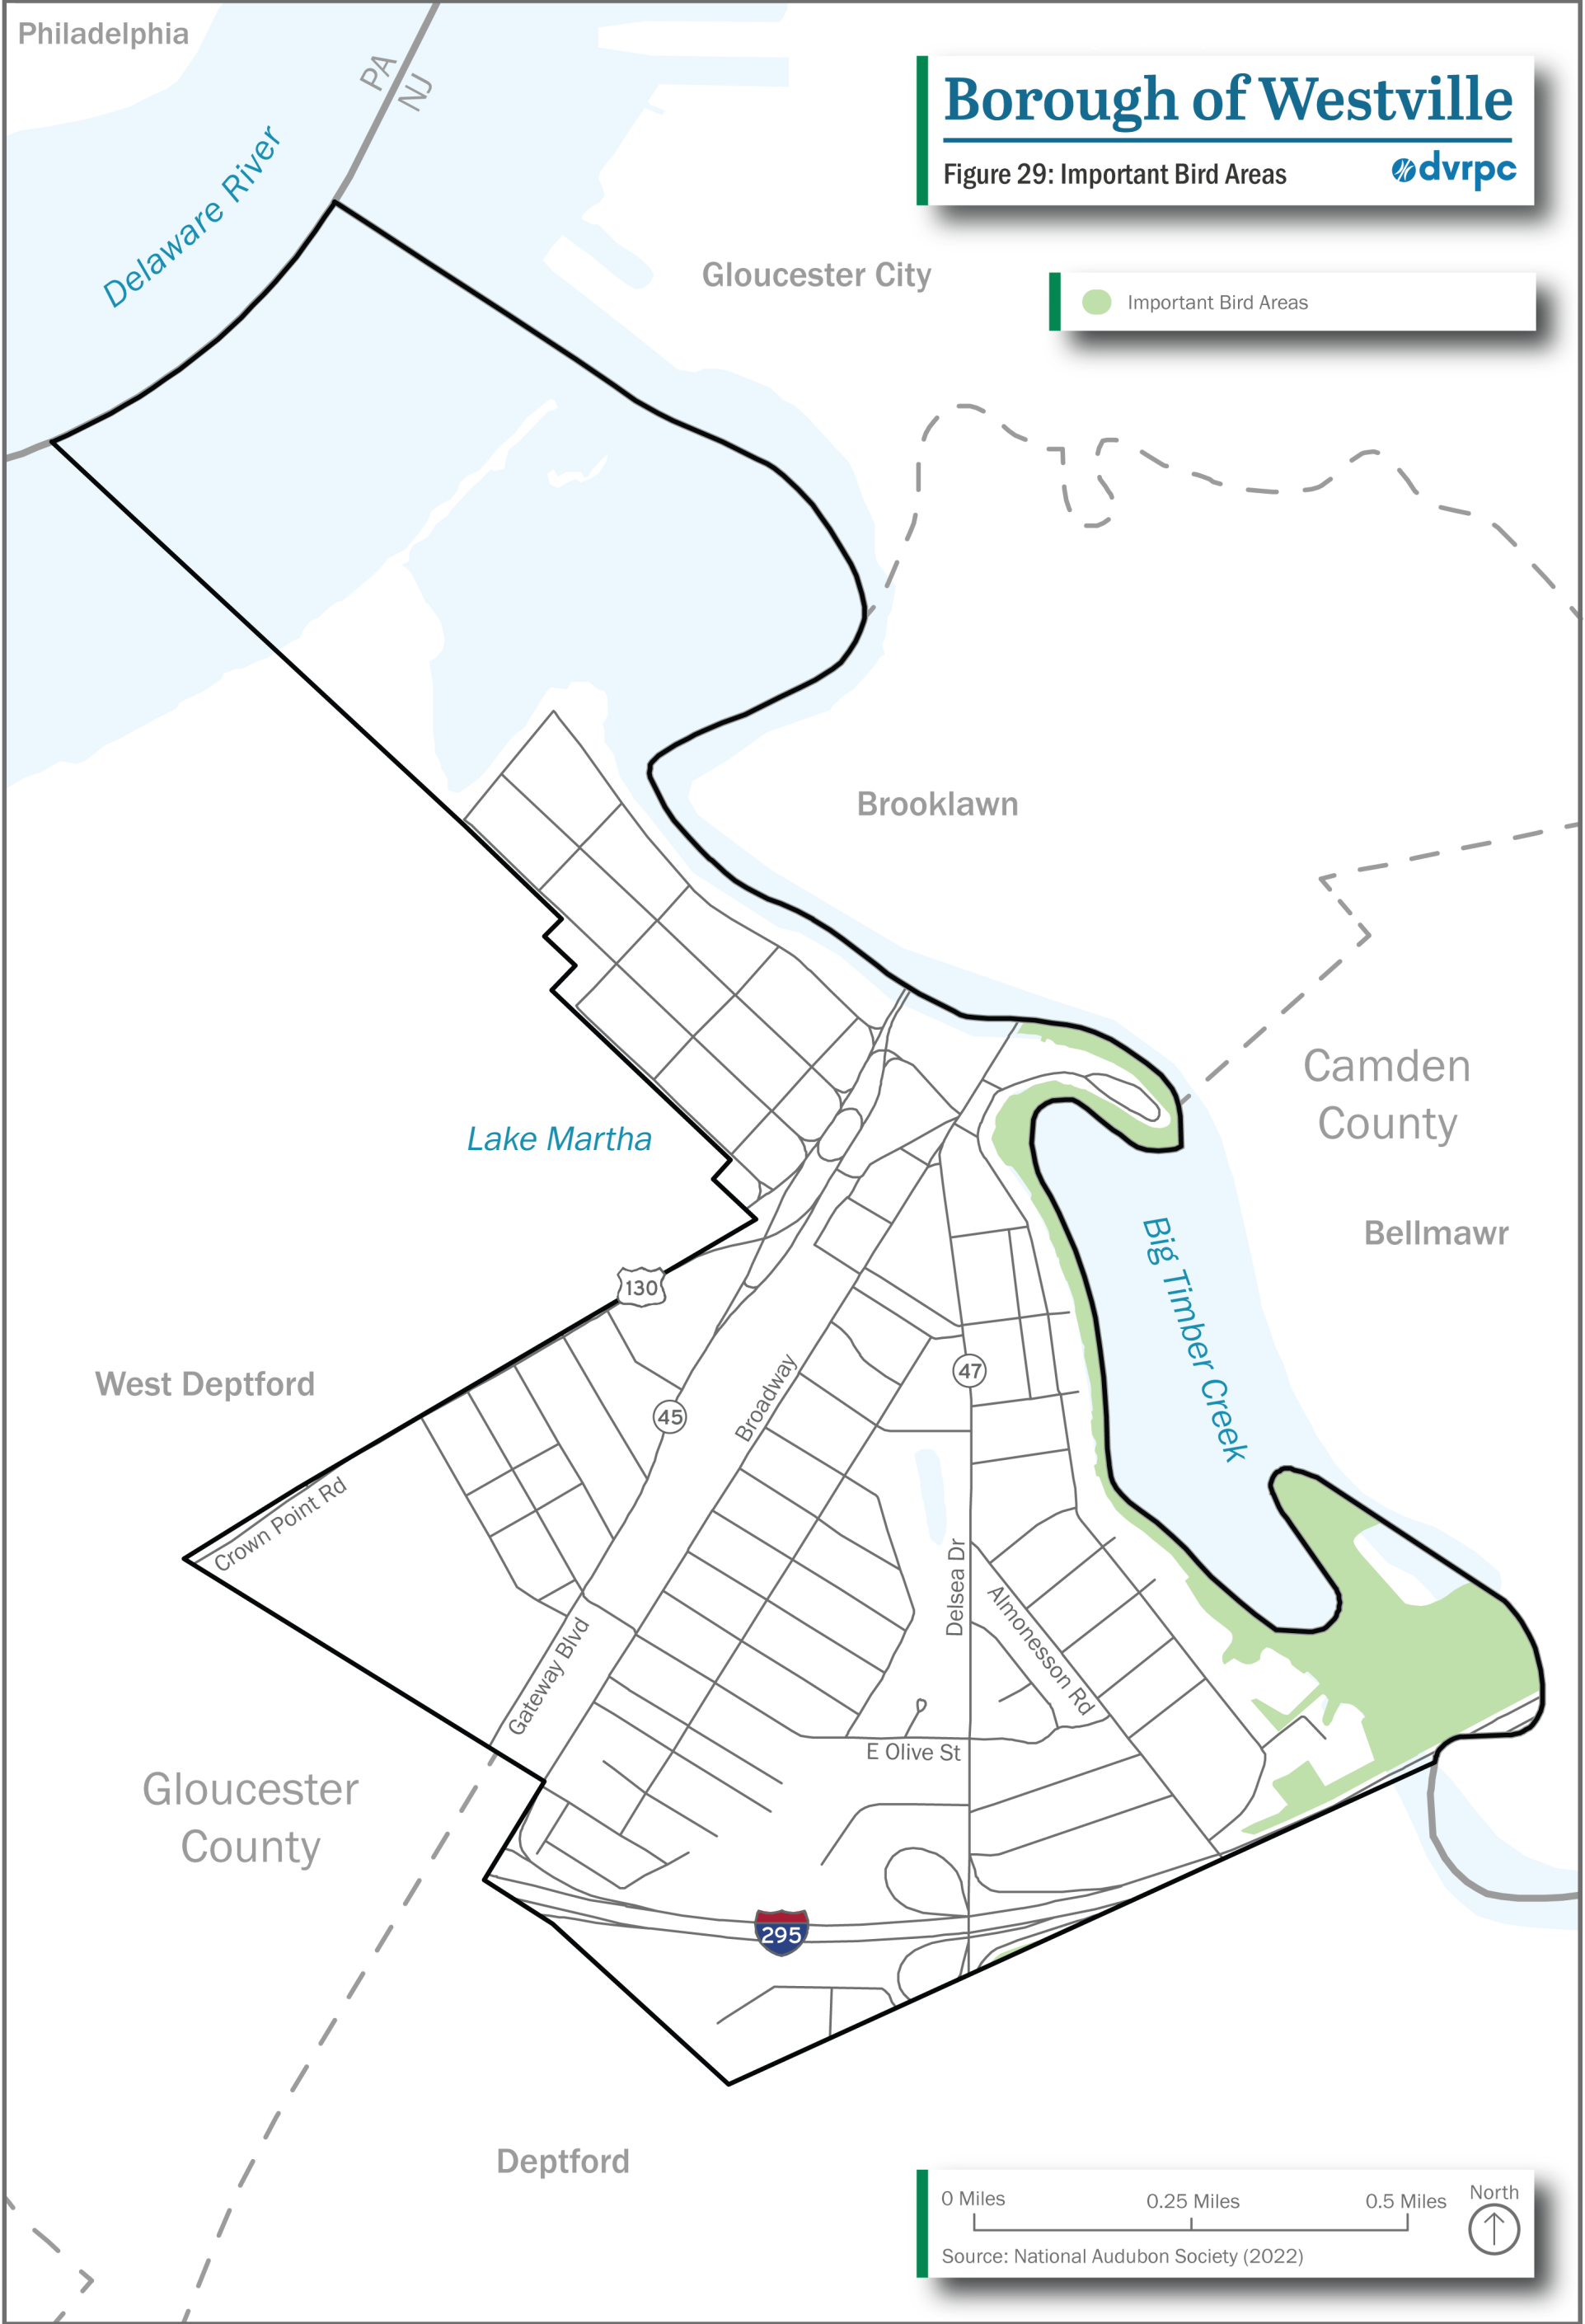 Philadelphia
PA
NJ
Borough of Westville
Figure 29: Important Bird Areas
dvrpc
Delaware River
Gloucester City
Important Bird Areas
Brooklawn
Camden
County
Lake Martha
Bellmawr
Big Timber Creek
130
West Deptford
47
45
Broadway
Crown Point Rd
Delsea Dr
Almonesson Rd
Gateway Blvd
E Olive St
Gloucester
County
295
Deptford
0 Miles
0.25 Miles
0.5 Miles
North
Source: National Audubon Society (2022)